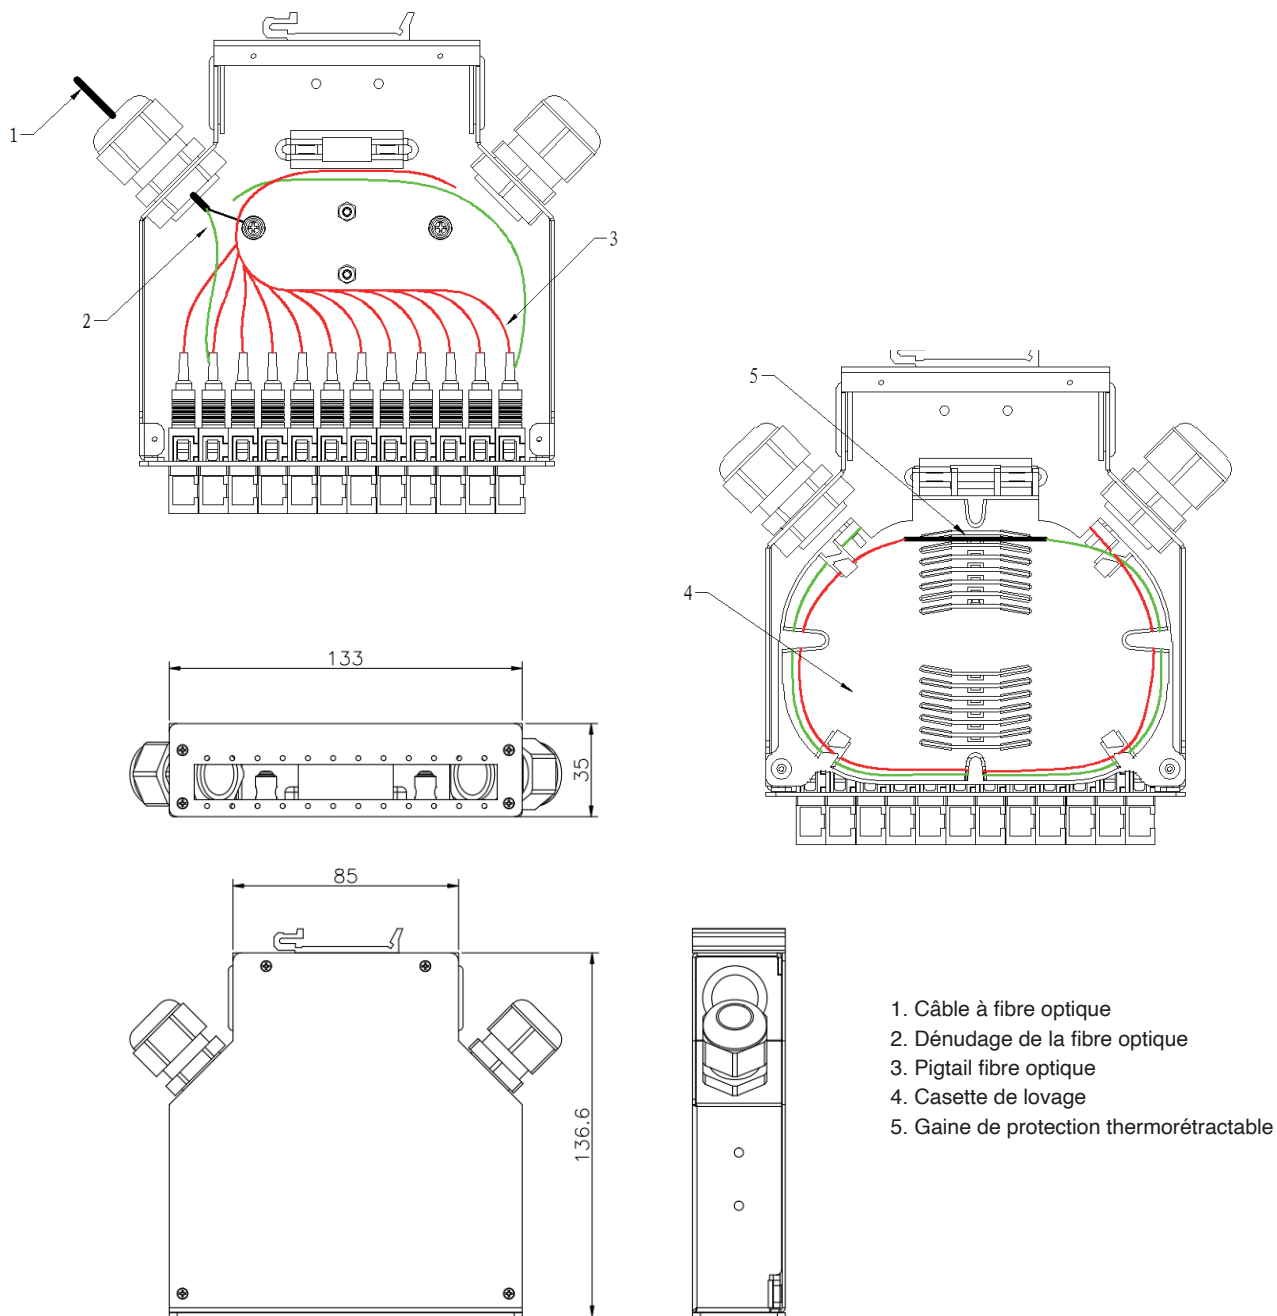 1
2
3
5
4
133
35
85
136.6
1. Câble à fibre optique
2. Dénudage de la fibre optique
3. Pigtail fibre optique
4. Casette de lovage
5. Gaine de protection thermorétractable